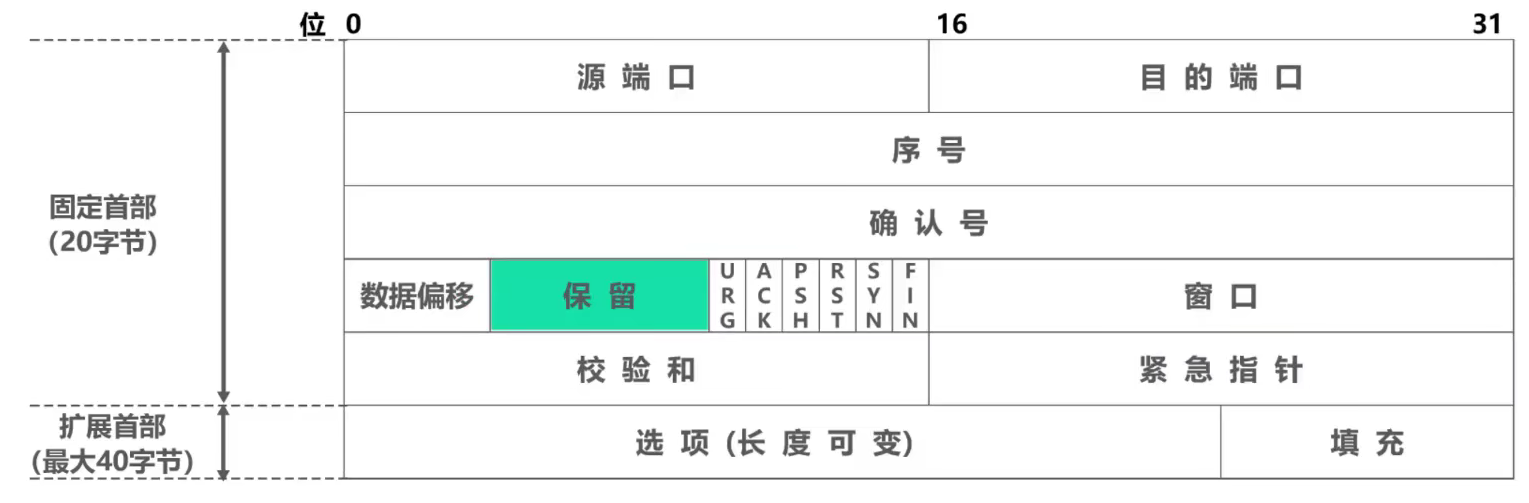 位 0 16 31
源 端 口 目 的 端 口
序 号
固定首部
(20字节)
确 认 号
数据偏移 保 留 URG ACK PSH RST SYN FIN 窗 口
校 验 和 紧 急 指 针
扩展首部
(最大40字节)
选 项 (长 度 可 变) 填 充